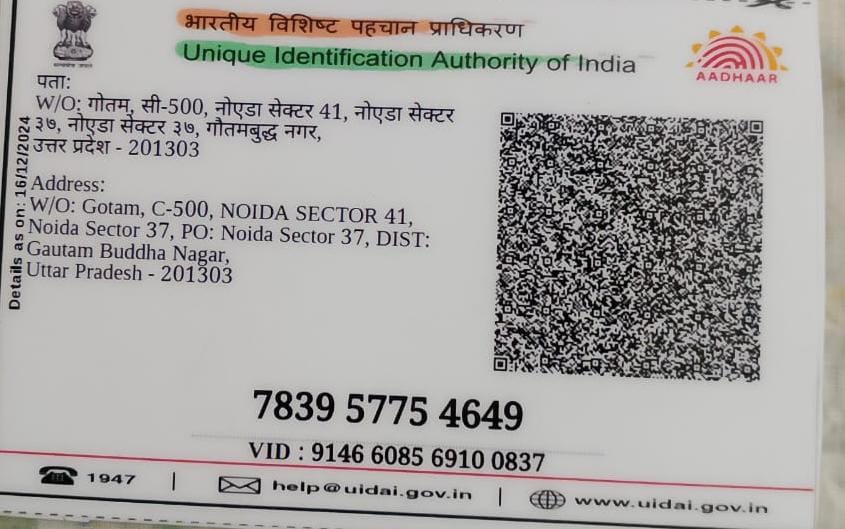 भारतीय विशिष्ट पहचान प्राधिकरण
Unique Identification Authority of India
AADHAAR
पता:
W/O: गोतम, सी-500, नोएडा सेक्टर 41, नोएडा सेक्टर
३७, नोएडा सेक्टर ३७, गौतमबुद्ध नगर,
उत्तर प्रदेश - 201303
Address:
W/O: Gotam, C-500, NOIDA SECTOR 41,
Noida Sector 37, PO: Noida Sector 37, DIST:
Gautam Buddha Nagar,
Uttar Pradesh - 201303
Details as on: 16/12/2024
7839 5775 4649
VID : 9146 6085 6910 0837
1947 | help@uidai.gov.in | www.uidai.gov.in